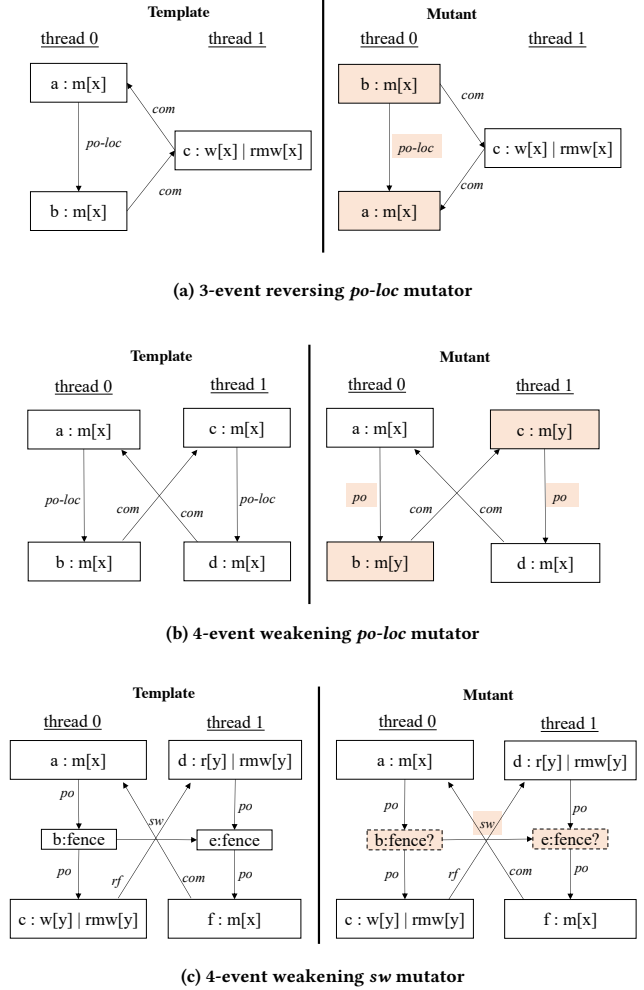 Template
Mutant
thread 0
thread 1
thread 0
thread 1
a : m[x]
b : m[x]
com
com
po-loc
c : w[x] | rmw[x]
po-loc
c : w[x] | rmw[x]
com
com
b : m[x]
a : m[x]
(a) 3-event reversing po-loc mutator
Template
Mutant
thread 0
thread 1
thread 0
thread 1
a : m[x]
c : m[x]
a : m[x]
c : m[y]
po-loc
com
com
po-loc
po
com
com
po
b : m[x]
d : m[x]
b : m[y]
d : m[x]
(b) 4-event weakening po-loc mutator
Template
Mutant
thread 0
thread 1
thread 0
thread 1
a : m[x]
d : r[y] | rmw[y]
a : m[x]
d : r[y] | rmw[y]
po
po
po
po
sw
sw
b:fence
e:fence
b:fence?
e:fence?
po
rf
com
po
po
rf
com
po
c : w[y] | rmw[y]
f : m[x]
c : w[y] | rmw[y]
f : m[x]
(c) 4-event weakening sw mutator